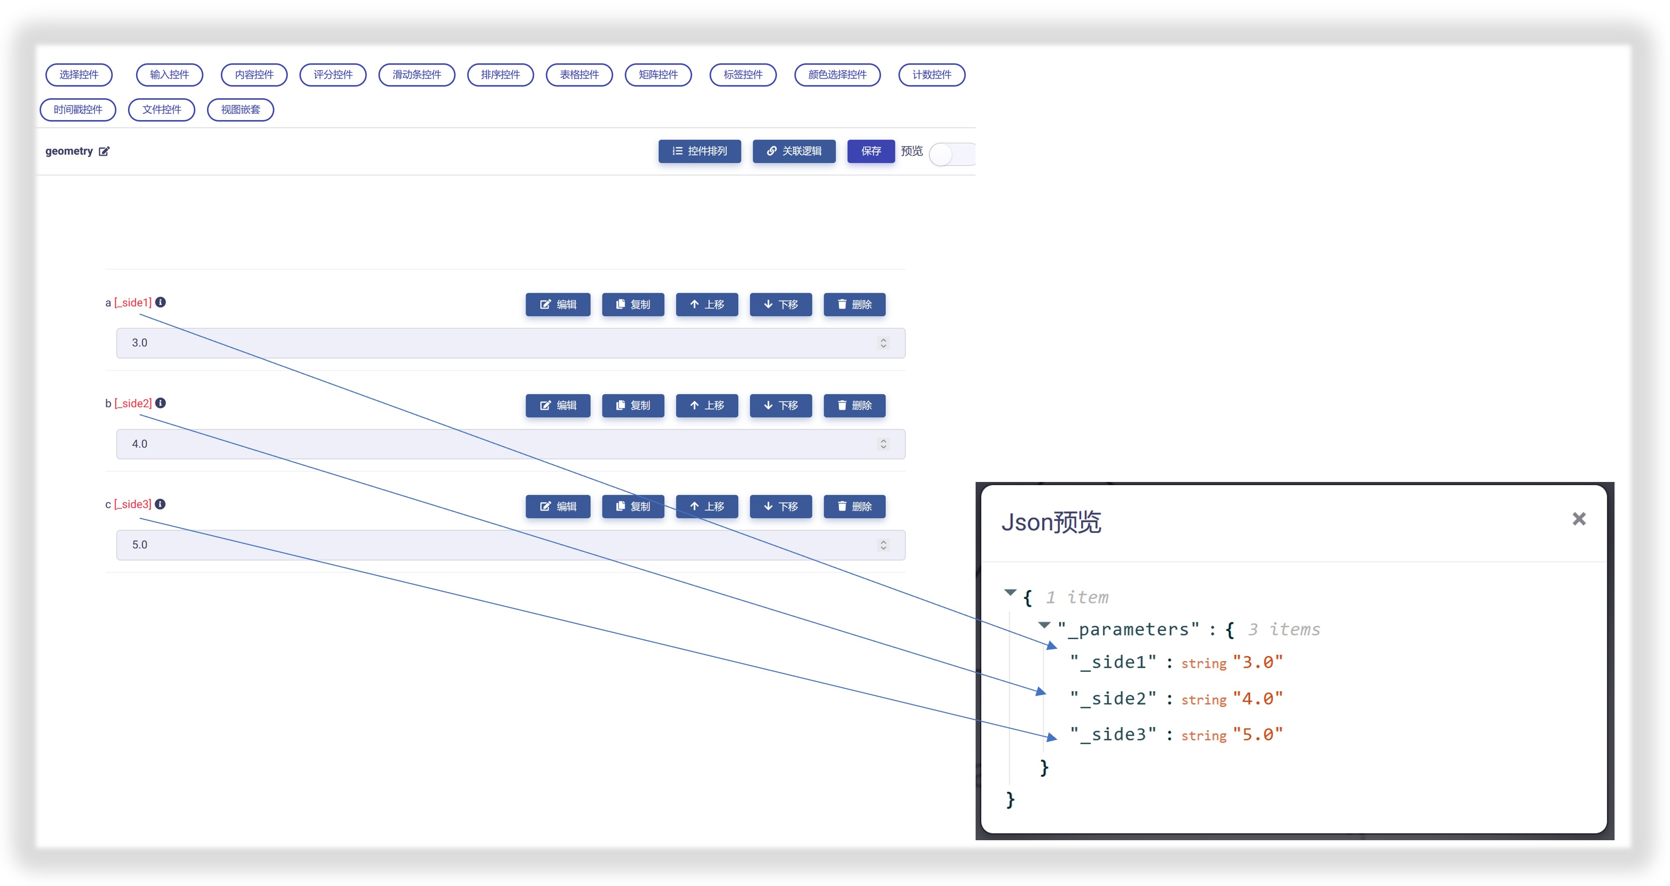 选择控件 输入控件 内容控件 评分控件 滑动条控件 排序控件 表格控件 矩阵控件 标签控件 颜色选择控件 计数控件
时间戳控件 文件控件 视图嵌套
geometry 控件排列 关联逻辑 保存 预览
a [_side1] 编辑 复制 上移 下移 删除
3.0
b [_side2] 编辑 复制 上移 下移 删除
4.0
c [_side3] 编辑 复制 上移 下移 删除
5.0
Json预览
{ 1 item
"_parameters" : { 3 items
"_side1" : string "3.0"
"_side2" : string "4.0"
"_side3" : string "5.0"
}
}